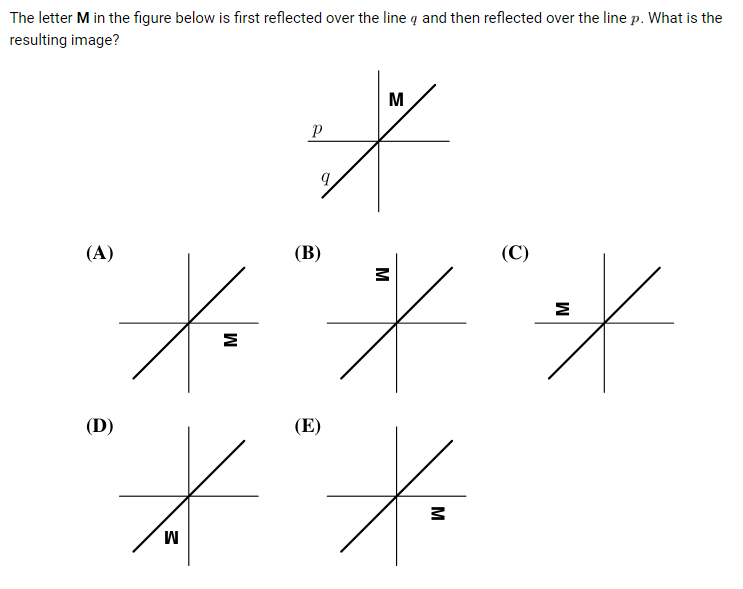 The letter M in the figure below is first reflected over the line q and then reflected over the line p. What is the
resulting image?
M
p
q
(A)
(B)
(C)
M
M
M
(D)
(E)
M
M